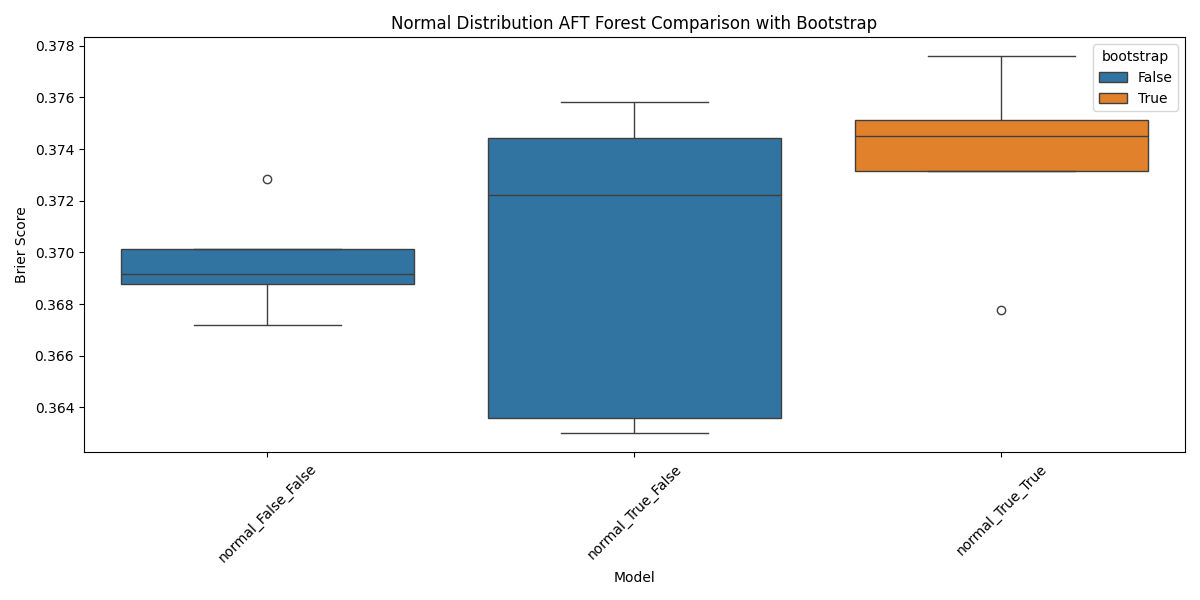 Normal Distribution AFT Forest Comparison with Bootstrap
0.378
0.376
0.374
0.372
0.370
0.368
0.366
0.364
Brier Score
bootstrap
False
True
normal_False_False
normal_True_False
normal_True_True
Model